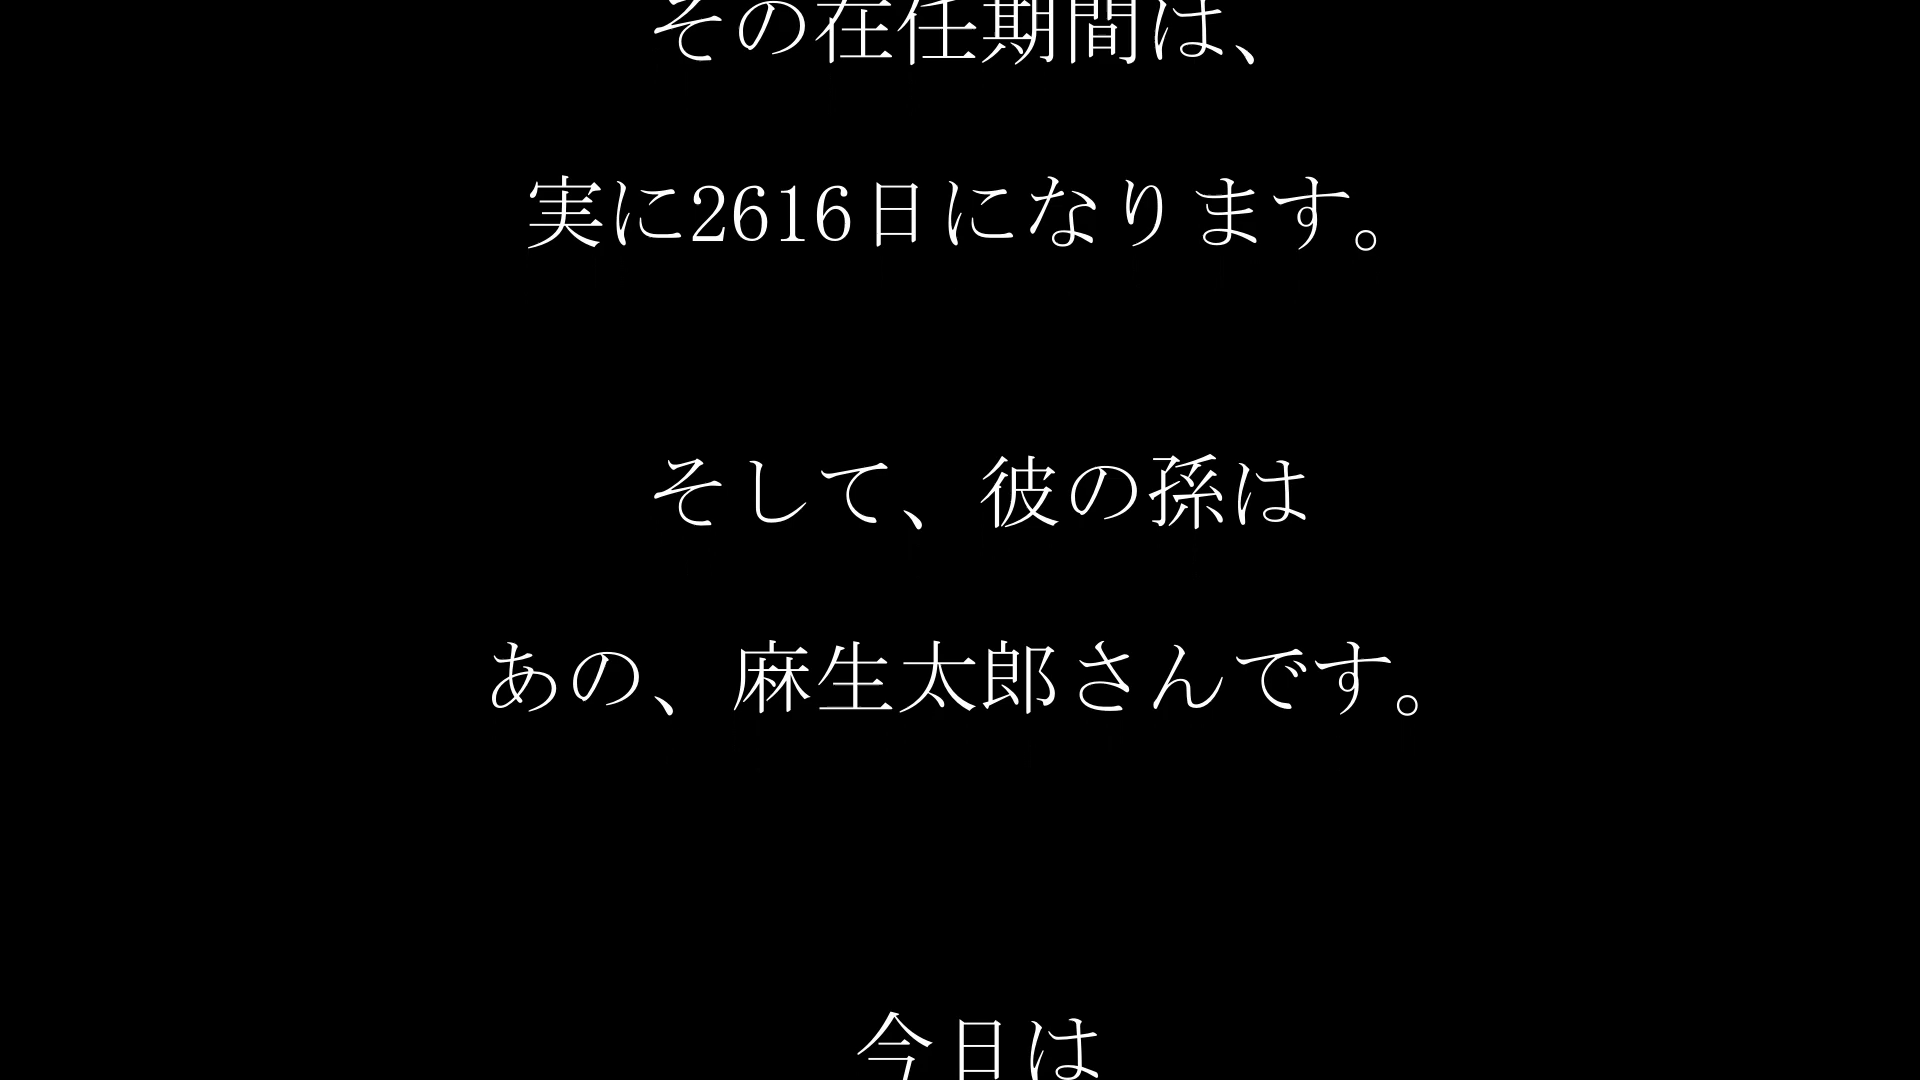 その在任期間は、
実に2616日になります。
そして、彼の孫は
あの、麻生太郎さんです。
今日は